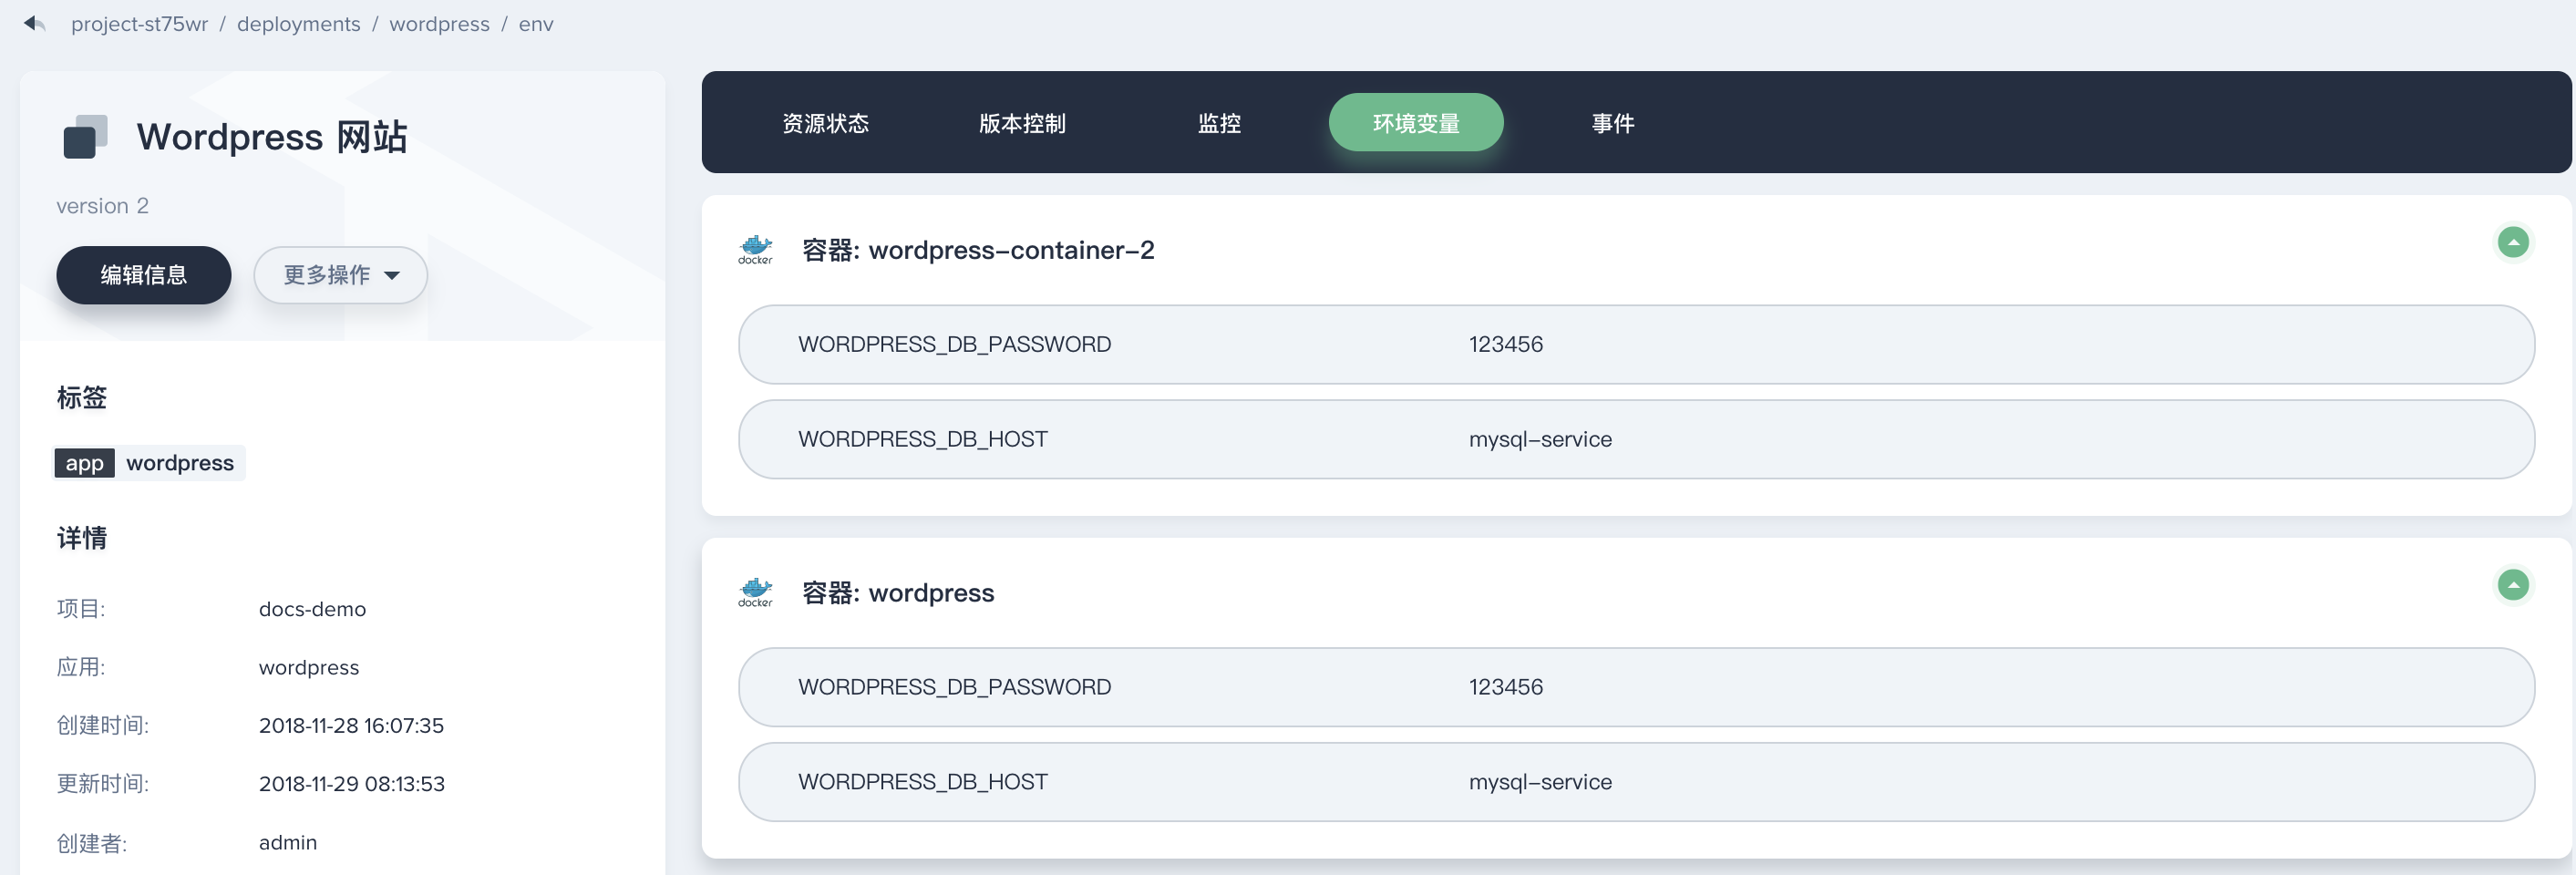 project-st75wr / deployments / wordpress / env
Wordpress 网站
version 2
编辑信息 更多操作
标签
app wordpress
详情
项目: docs-demo
应用: wordpress
创建时间: 2018-11-28 16:07:35
更新时间: 2018-11-29 08:13:53
创建者: admin
资源状态 版本控制 监控 环境变量 事件
docker 容器: wordpress-container-2
WORDPRESS_DB_PASSWORD 123456
WORDPRESS_DB_HOST mysql-service
docker 容器: wordpress
WORDPRESS_DB_PASSWORD 123456
WORDPRESS_DB_HOST mysql-service